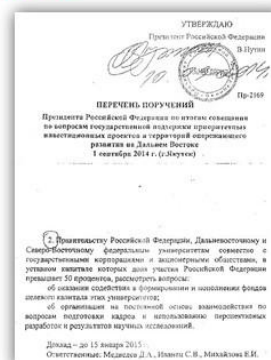 УТВЕРЖДАЮ
Президент Российской Федерации
В.Путин
Пр-2169
ПЕРЕЧЕНЬ ПОРУЧЕНИЙ
Президента Российской Федерации по итогам совещания
по вопросам государственной поддержки приоритетных
инвестиционных проектов и территорий опережающего
развития на Дальнем Востоке
1 сентября 2014 г. (г.Якутск)
2. Правительству Российской Федерации, Дальневосточному и
Северо-Восточному федеральным университетам совместно с
государственными корпорациями и акционерными обществами, в
уставном капитале которых доля участия Российской Федерации
превышает 50 процентов, рассмотреть вопросы:
об оказании содействия в формировании и пополнении фондов
целевого капитала этих университетов;
об организации на постоянной основе взаимодействия по
вопросам подготовки кадров и использованию перспективных
разработок и результатов научных исследований.
Доклад – до 15 января 2015 г.
Ответственные: Медведев Д.А., Иванец С.В., Михайлова Е.И.